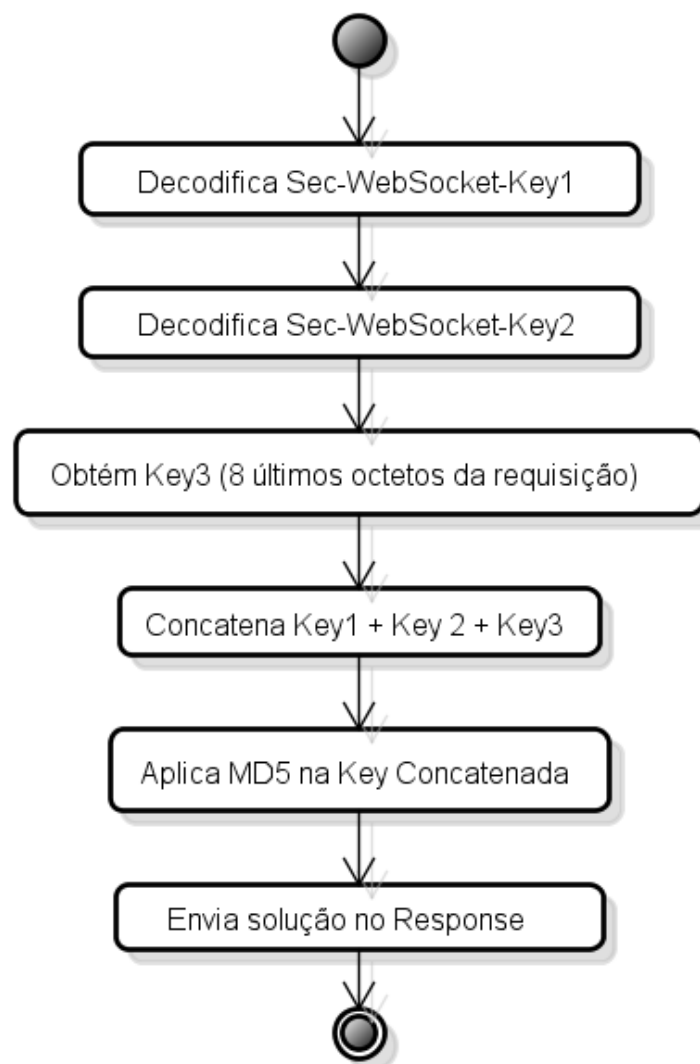 Decodifica Sec-WebSocket-Key1
Decodifica Sec-WebSocket-Key2
Obtém Key3 (8 últimos octetos da requisição)
Concatena Key1 + Key 2 + Key3
Aplica MD5 na Key Concatenada
Envia solução no Response